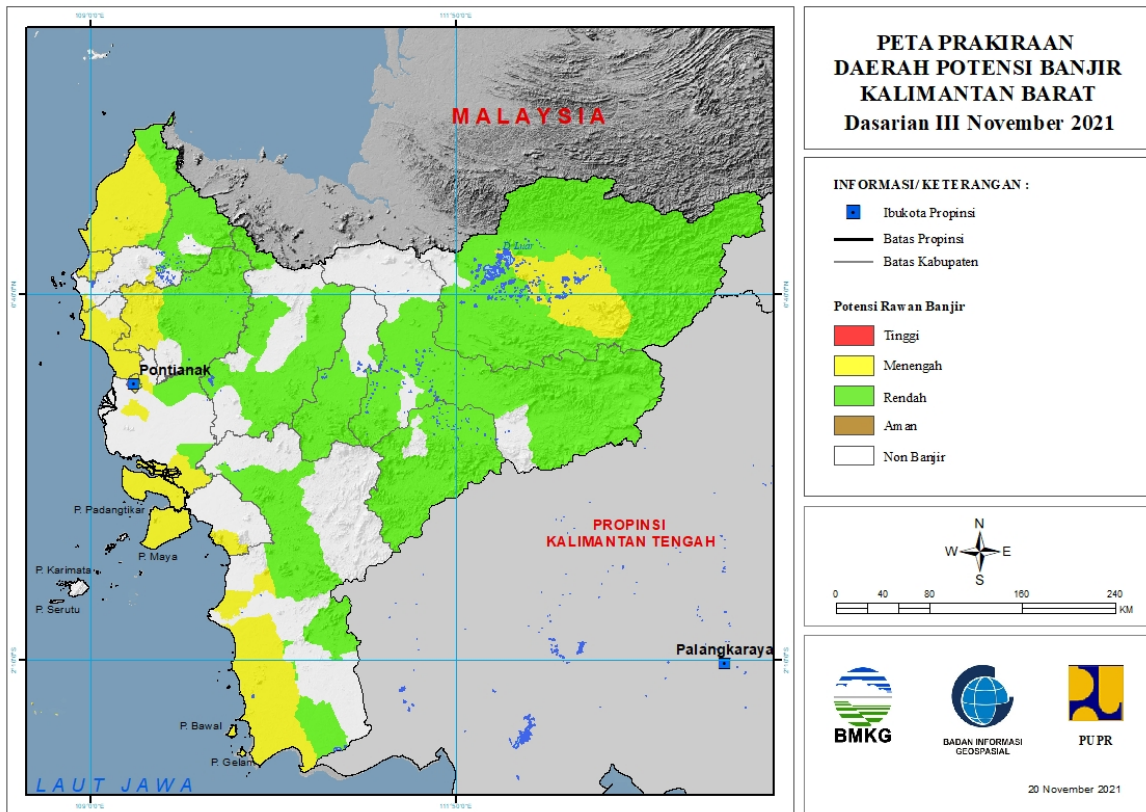 PETA PRAKIRAAN
DAERAH POTENSI BANJIR
KALIMANTAN BARAT
Dasarian III November 2021
INFORMASI/KETERANGAN :
Ibukota Propinsi
Batas Propinsi
Batas Kabupaten
Potensi Rawan Banjir
Tinggi
Menengah
Rendah
Aman
Non Banjir
N
W E
S
0 40 80 160 240
KM
BMKG
BADAN INFORMASI
GEOSPASIAL
PUPR
20 November 2021
MALAYSIA
Pontianak
P. Padangtikar
P. Maya
P. Karimata
P. Serutu
PROPINSI
KALIMANTAN TENGAH
Palangkaraya
P. Bawal
P. Gelam
LAUT JAWA